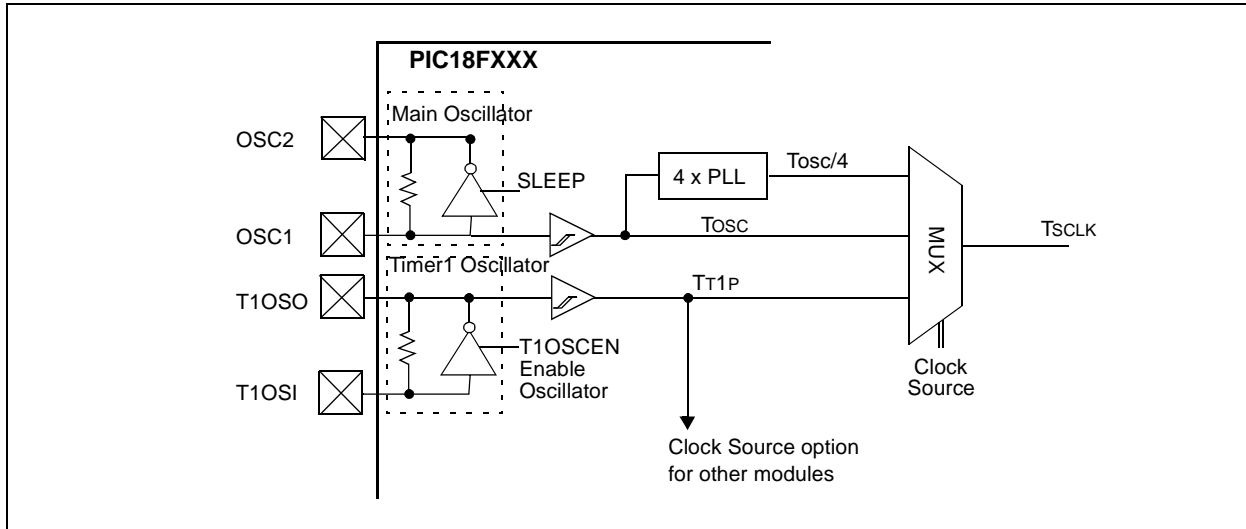 PIC18FXXX
Main Oscillator
OSC2
SLEEP
4 x PLL
TOSC/4
OSC1
TOSC
MUX
TSCLK
Timer1 Oscillator
T1OSO
TT1P
T1OSCEN
Enable
Oscillator
T1OSI
Clock
Source
Clock Source option
for other modules